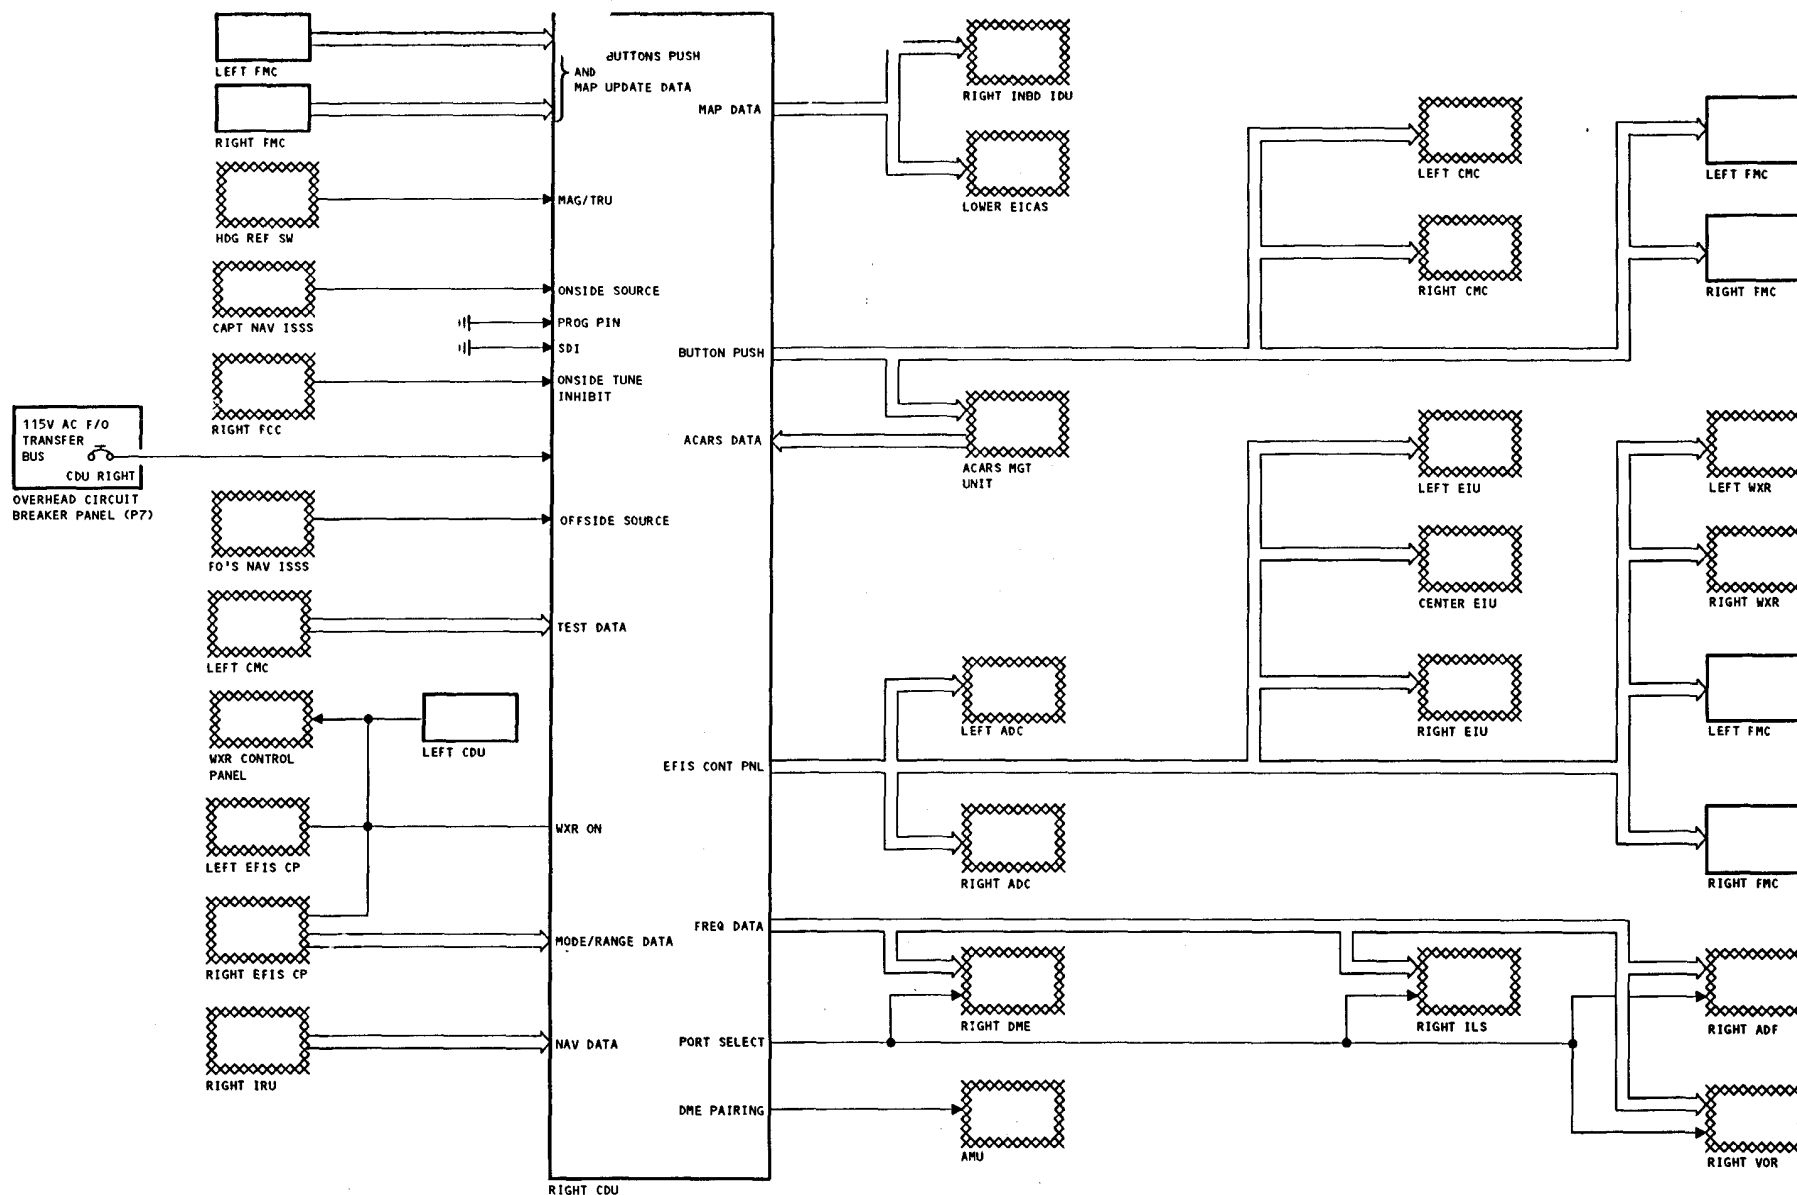 LEFT FMC
RIGHT FMC
BUTTONS PUSH
AND
MAP UPDATE DATA
HDG REF SW
MAG/TRU
CAPT NAV ISSS
ONSIDE SOURCE
PROG PIN
SDI
RIGHT FCC
ONSIDE TUNE
INHIBIT
115V AC F/O
TRANSFER
BUS
CDU RIGHT
OVERHEAD CIRCUIT
BREAKER PANEL (P7)
FO'S NAV ISSS
OFFSIDE SOURCE
LEFT CMC
TEST DATA
WXR CONTROL
PANEL
LEFT CDU
LEFT EFIS CP
WXR ON
RIGHT EFIS CP
MODE/RANGE DATA
RIGHT IRU
NAV DATA
RIGHT CDU
MAP DATA
RIGHT INBD IDU
LOWER EICAS
BUTTON PUSH
LEFT CMC
RIGHT CMC
LEFT FMC
RIGHT FMC
ACARS DATA
ACARS MGT
UNIT
EFIS CONT PNL
LEFT ADC
RIGHT ADC
LEFT EIU
CENTER EIU
RIGHT EIU
LEFT WXR
RIGHT WXR
LEFT FMC
RIGHT FMC
FREQ DATA
RIGHT DME
RIGHT ILS
RIGHT ADF
PORT SELECT
RIGHT VOR
DME PAIRING
AMU